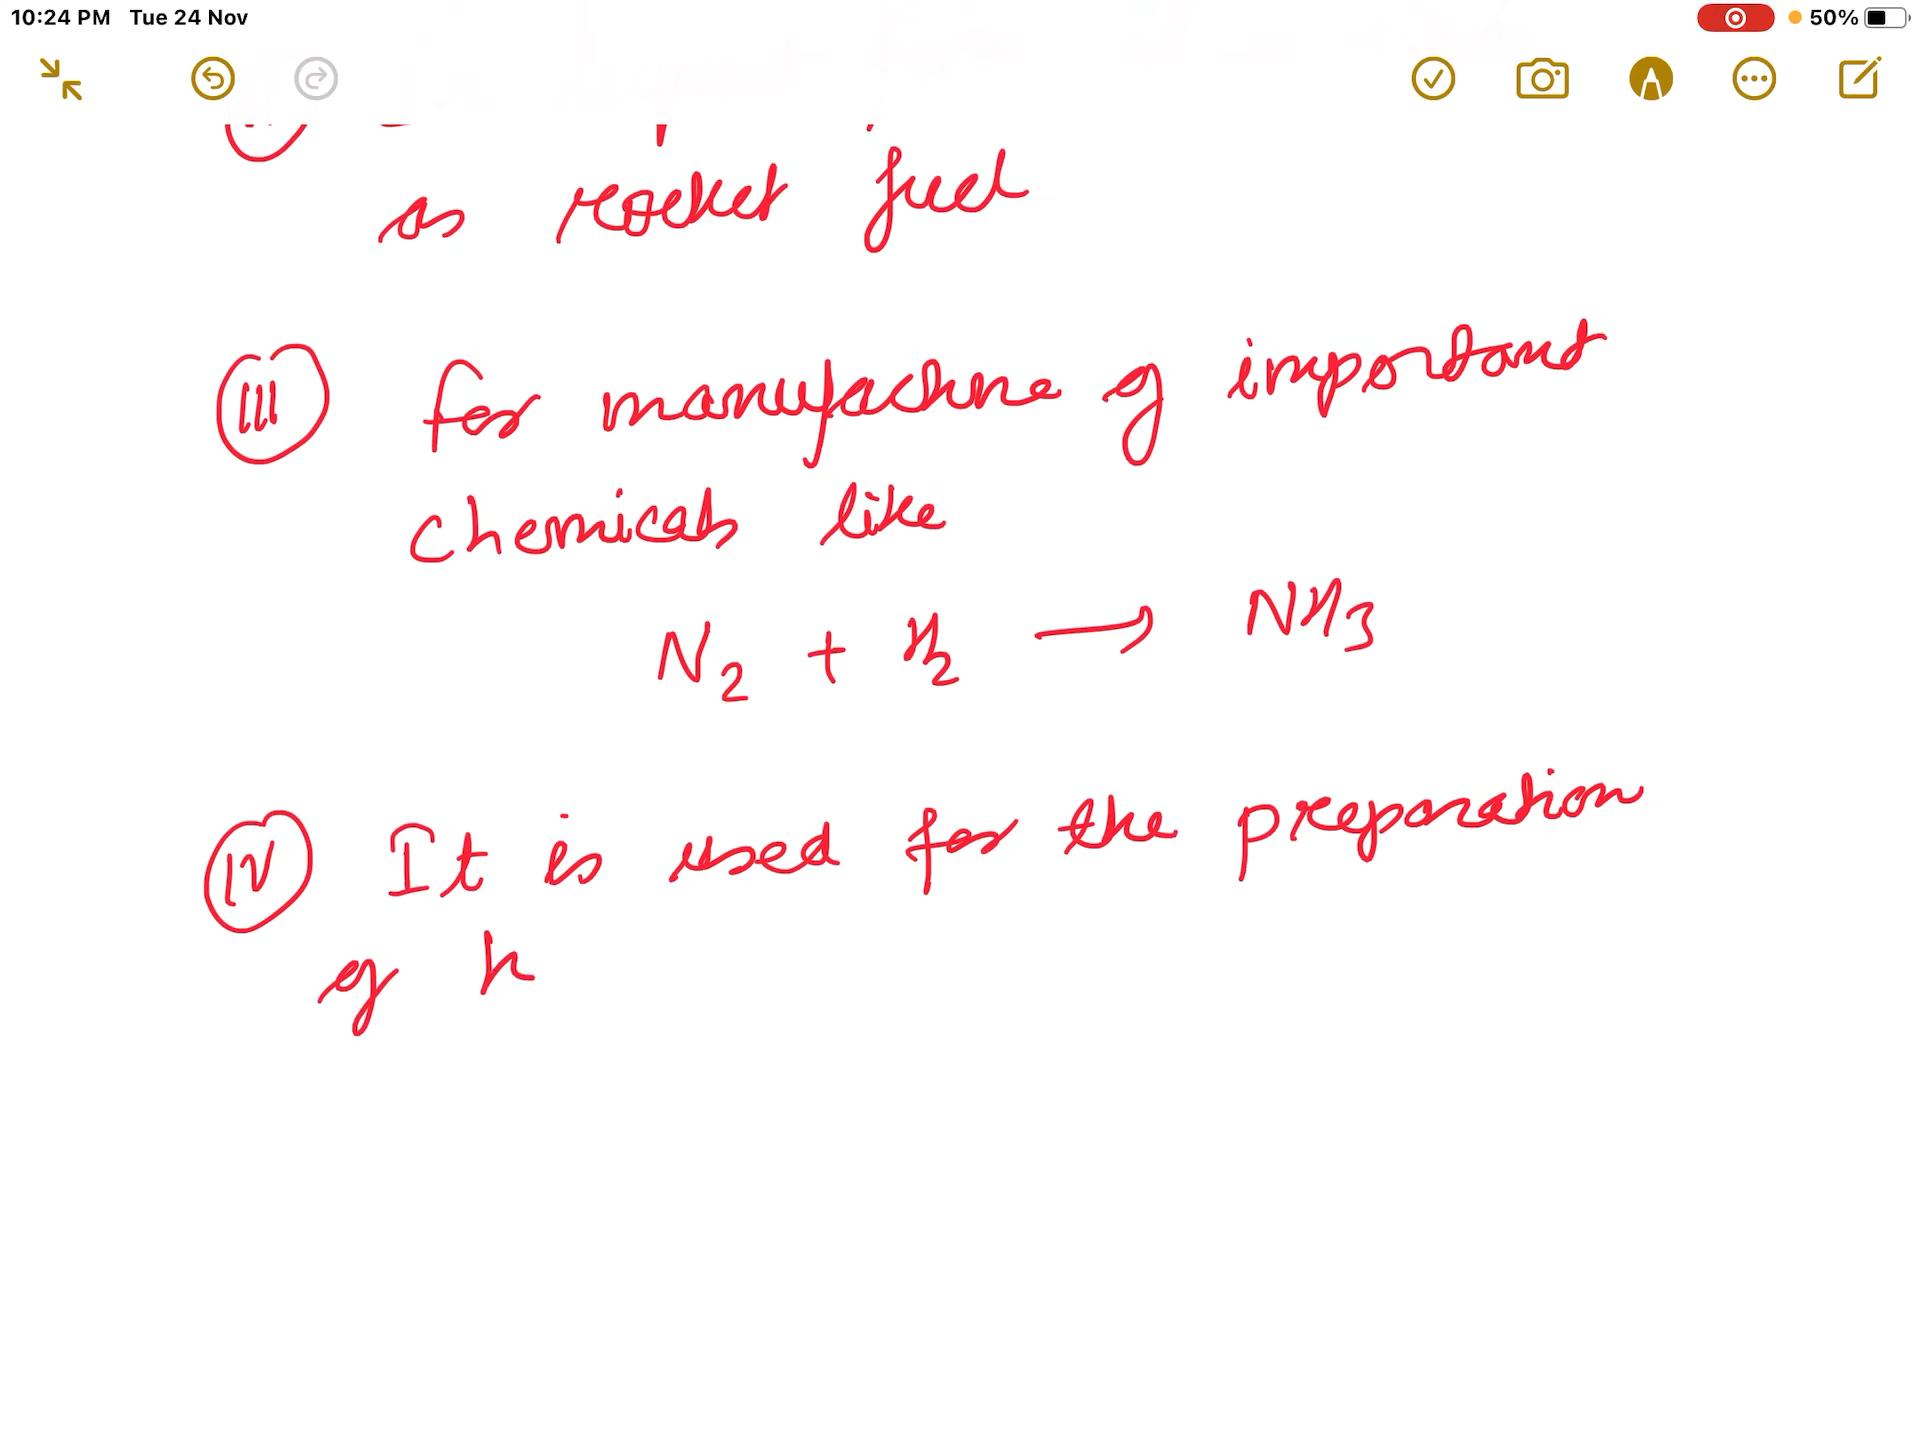 10:24 PM Tue 24 Nov 50%
as rocket fuel
III for manufacture of important
chemicals like
N2 + H2 → NH3
IV It is used for the preparation
of h